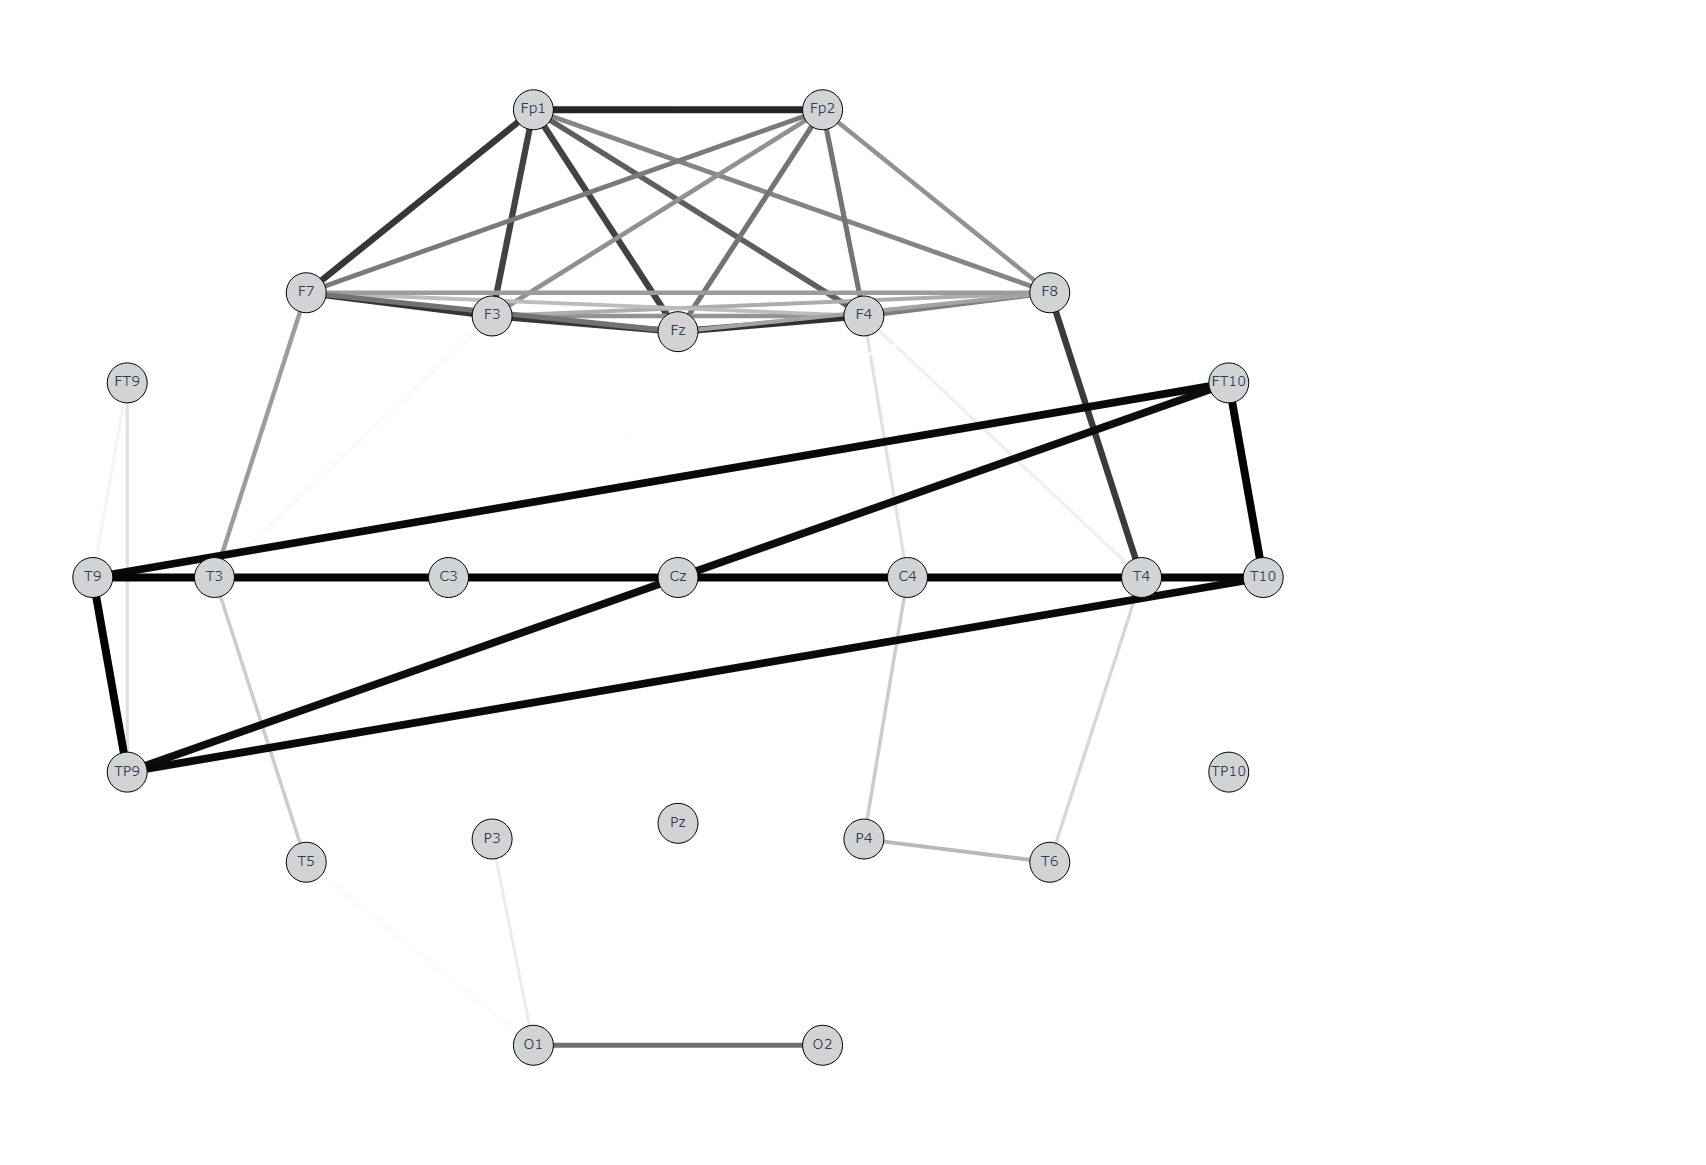 Fp1 Fp2
F7 F3 Fz F4 F8
FT9 FT10
T9 T3 C3 Cz C4 T4 T10
TP9 TP10
T5 P3 Pz P4 T6
O1 O2